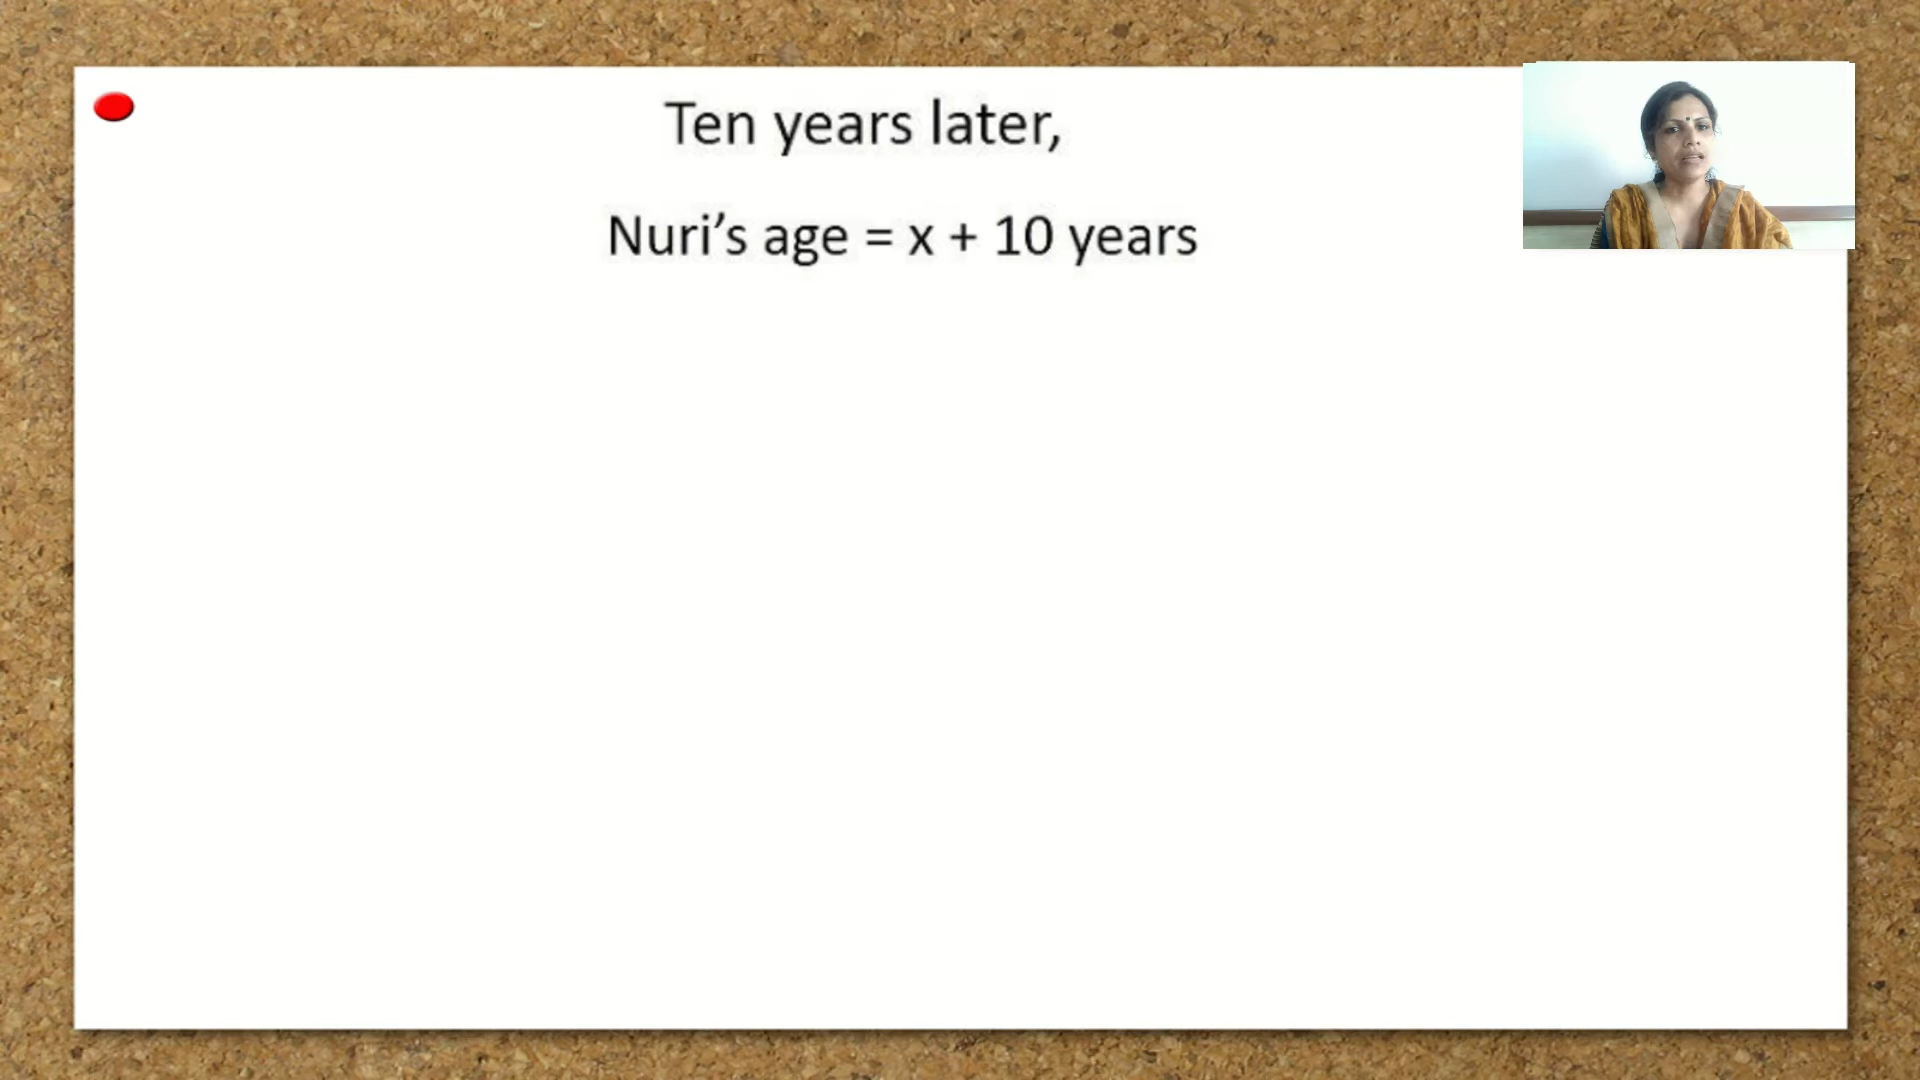 Ten years later,
Nuri’s age = x + 10 years